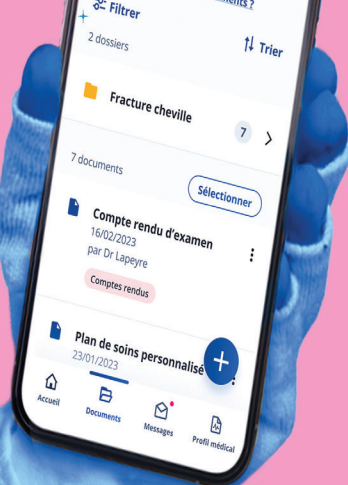 ments ?
Filtrer
2 dossiers
Trier
Fracture cheville
7
7 documents
Sélectionner
Compte rendu d'examen
16/02/2023
par Dr Lapeyre
Comptes rendus
Plan de soins personnalisé
23/01/2023
Accueil
Documents
Messages
Profil médical